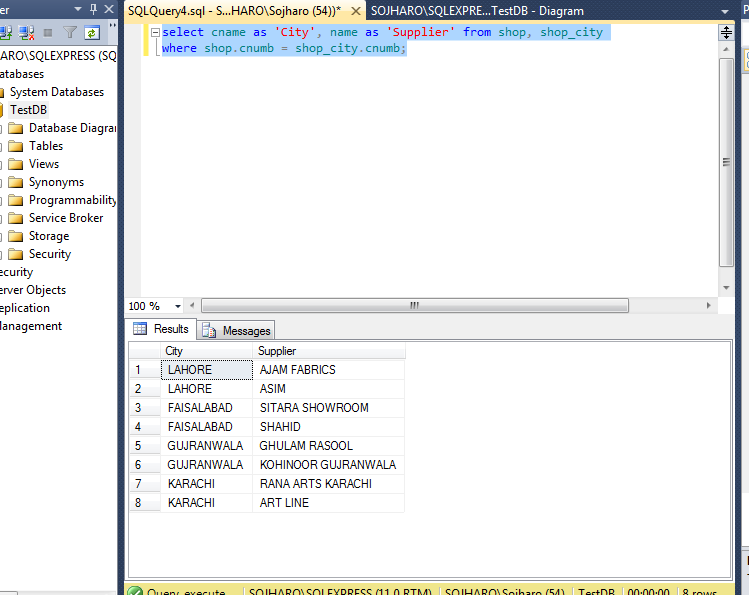 SQLQuery4.sql - S...HARO\Sojharo (54))*
SOJHARO\SQLEXPRE...TestDB - Diagram
er
ARO\SQLEXPRESS (SQ
atabases
System Databases
TestDB
Database Diagra
Tables
Views
Synonyms
Programmability
Service Broker
Storage
Security
ecurity
erver Objects
eplication
anagement
select cname as 'City', name as 'Supplier' from shop, shop_city
where shop.cnumb = shop_city.cnumb;
100 %
Results Messages
City Supplier
1 LAHORE AJAM FABRICS
2 LAHORE ASIM
3 FAISALABAD SITARA SHOWROOM
4 FAISALABAD SHAHID
5 GUJRANWALA GHULAM RASOOL
6 GUJRANWALA KOHINOOR GUJRANWALA
7 KARACHI RANA ARTS KARACHI
8 KARACHI ART LINE
Query execute... SOJHARO\SQLEXPRESS (11.0 RTM) SOJHARO\Sojharo (54) TestDB 00:00:00 8 rows